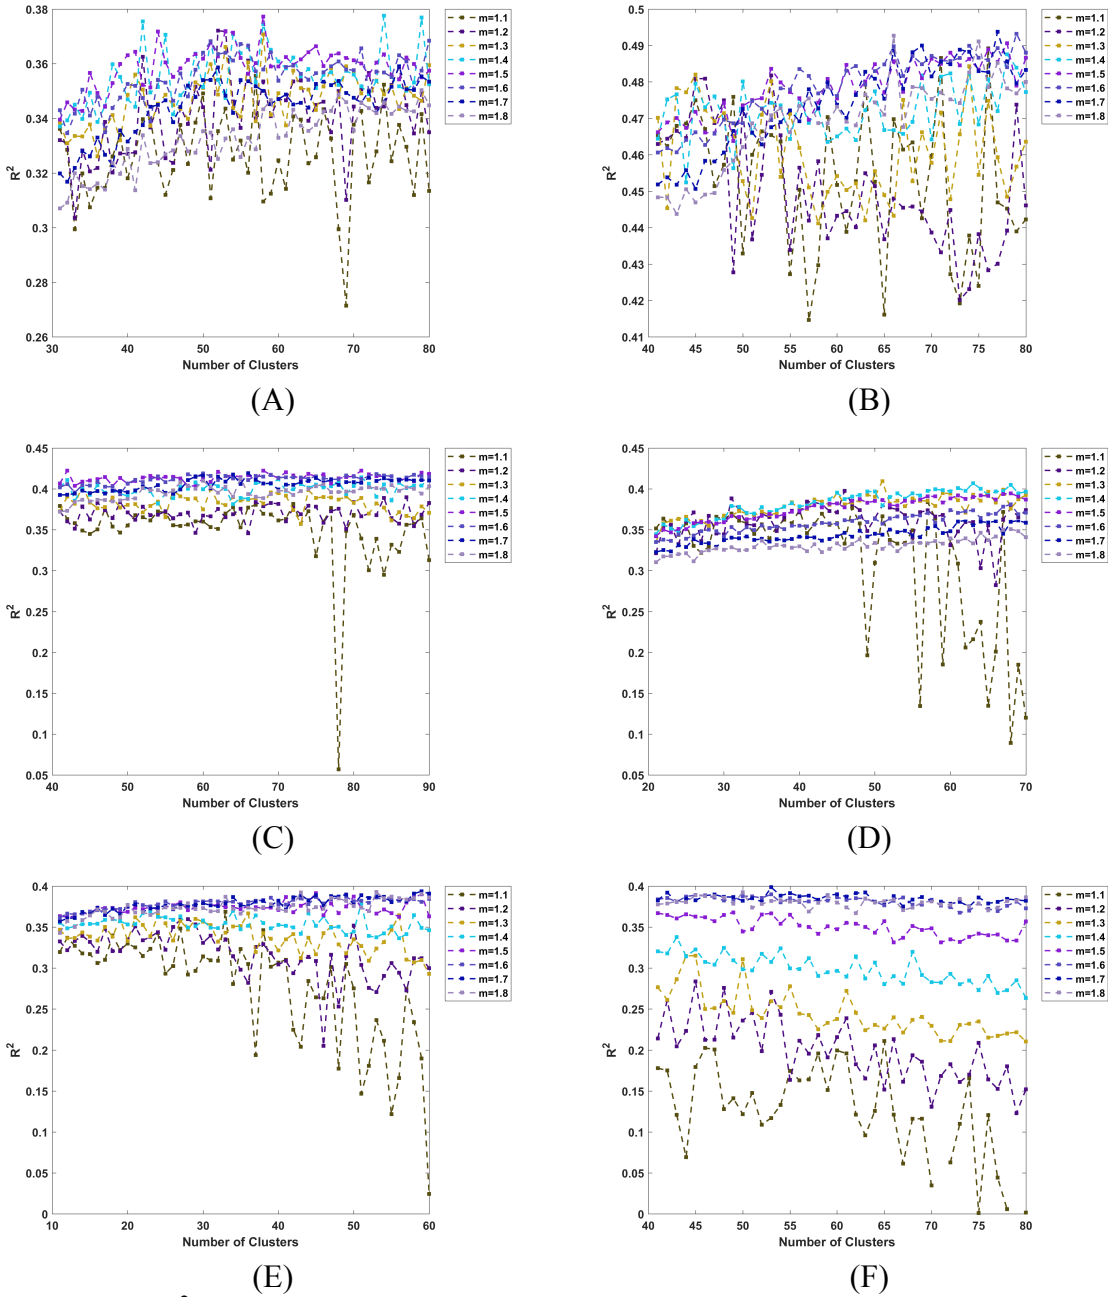 0.38
0.36
0.34
0.32
0.3
0.28
0.26
30 40 50 60 70 80
R²
Number of Clusters
m=1.1
m=1.2
m=1.3
m=1.4
m=1.5
m=1.6
m=1.7
m=1.8
(A)
0.5
0.49
0.48
0.47
0.46
0.45
0.44
0.43
0.42
0.41
40 45 50 55 60 65 70 75 80
R²
Number of Clusters
m=1.1
m=1.2
m=1.3
m=1.4
m=1.5
m=1.6
m=1.7
m=1.8
(B)
0.45
0.4
0.35
0.3
0.25
0.2
0.15
0.1
0.05
40 50 60 70 80 90
R²
Number of Clusters
m=1.1
m=1.2
m=1.3
m=1.4
m=1.5
m=1.6
m=1.7
m=1.8
(C)
0.45
0.4
0.35
0.3
0.25
0.2
0.15
0.1
0.05
20 30 40 50 60 70
R²
Number of Clusters
m=1.1
m=1.2
m=1.3
m=1.4
m=1.5
m=1.6
m=1.7
m=1.8
(D)
0.4
0.35
0.3
0.25
0.2
0.15
0.1
0.05
0
10 20 30 40 50 60
R²
Number of Clusters
m=1.1
m=1.2
m=1.3
m=1.4
m=1.5
m=1.6
m=1.7
m=1.8
(E)
0.4
0.35
0.3
0.25
0.2
0.15
0.1
0.05
0
40 45 50 55 60 65 70 75 80
R²
Number of Clusters
m=1.1
m=1.2
m=1.3
m=1.4
m=1.5
m=1.6
m=1.7
m=1.8
(F)